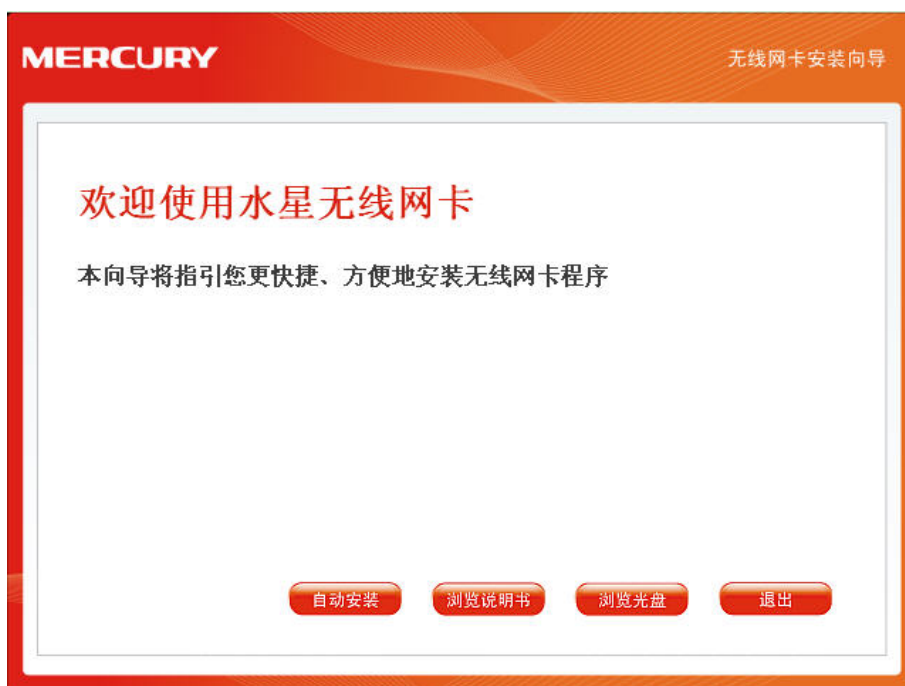 MERCURY
无线网卡安装向导
欢迎使用水星无线网卡
本向导将指引您更快捷、方便地安装无线网卡程序
自动安装
浏览说明书
浏览光盘
退出